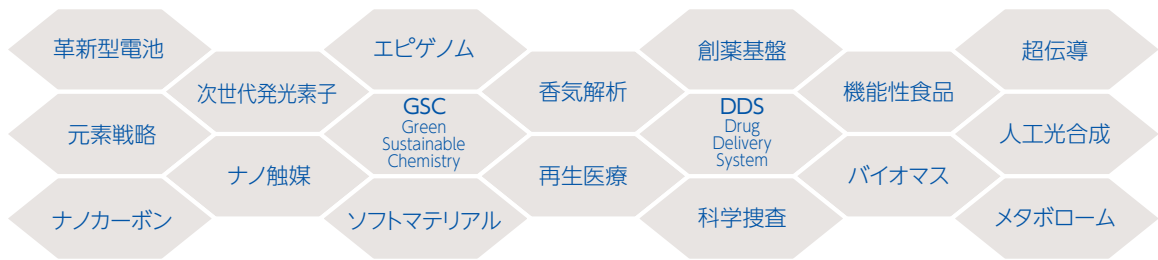 革新型電池
元素戦略
ナノカーボン
次世代発光素子
ナノ触媒
エピゲノム
GSC
Green
Sustainable
Chemistry
ソフトマテリアル
香気解析
再生医療
創薬基盤
DDS
Drug
Delivery
System
科学捜査
機能性食品
バイオマス
超伝導
人工光合成
メタボローム